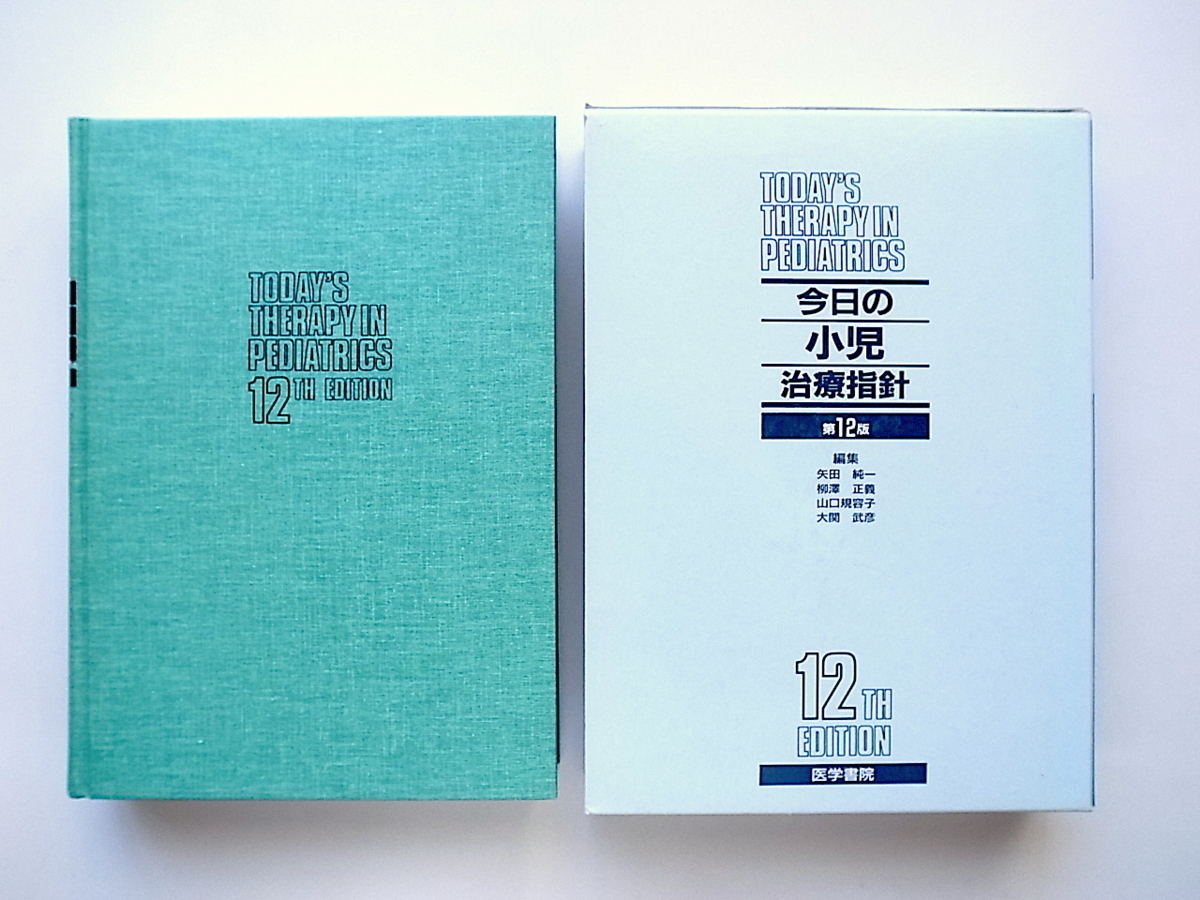 TODAY'S
THERAPY IN
PEDIATRICS
12TH EDITION
TODAY'S
THERAPY IN
PEDIATRICS
今日の
小児
治療指針
第12版
編集
矢田 純一
柳澤 正義
山口規容子
大関 武彦
12TH
EDITION
医学書院